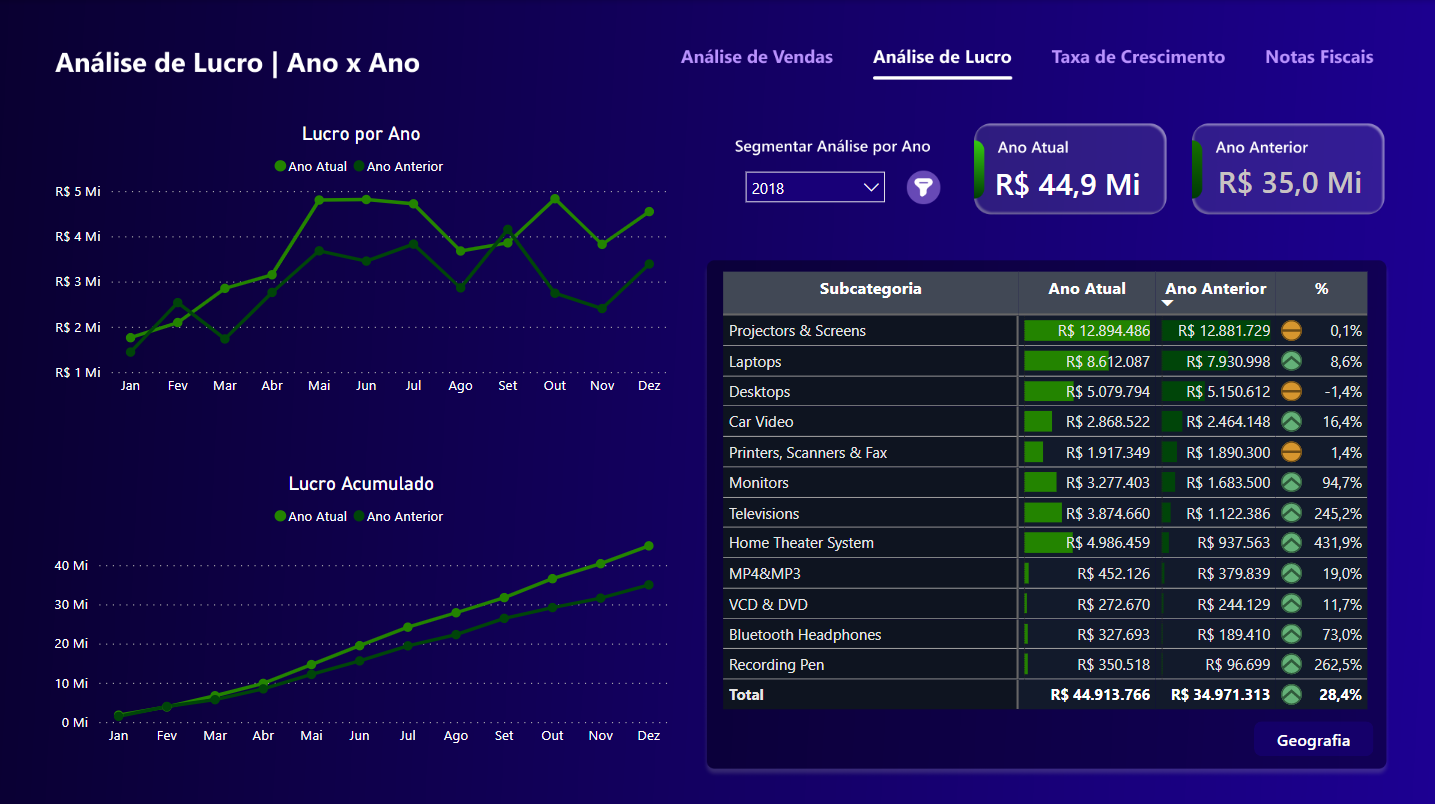 Análise de Lucro | Ano x Ano
Análise de Vendas Análise de Lucro Taxa de Crescimento Notas Fiscais
Lucro por Ano
Ano Atual Ano Anterior
R$ 5 Mi
R$ 4 Mi
R$ 3 Mi
R$ 2 Mi
R$ 1 Mi
Jan Fev Mar Abr Mai Jun Jul Ago Set Out Nov Dez
Lucro Acumulado
Ano Atual Ano Anterior
40 Mi
30 Mi
20 Mi
10 Mi
0 Mi
Jan Fev Mar Abr Mai Jun Jul Ago Set Out Nov Dez
Segmentar Análise por Ano
2018
Ano Atual
R$ 44,9 Mi
Ano Anterior
R$ 35,0 Mi
Subcategoria Ano Atual Ano Anterior %
Projectors & Screens R$ 12.894.486 R$ 12.881.729 0,1%
Laptops R$ 8.612.087 R$ 7.930.998 8,6%
Desktops R$ 5.079.794 R$ 5.150.612 -1,4%
Car Video R$ 2.868.522 R$ 2.464.148 16,4%
Printers, Scanners & Fax R$ 1.917.349 R$ 1.890.300 1,4%
Monitors R$ 3.277.403 R$ 1.683.500 94,7%
Televisions R$ 3.874.660 R$ 1.122.386 245,2%
Home Theater System R$ 4.986.459 R$ 937.563 431,9%
MP4&MP3 R$ 452.126 R$ 379.839 19,0%
VCD & DVD R$ 272.670 R$ 244.129 11,7%
Bluetooth Headphones R$ 327.693 R$ 189.410 73,0%
Recording Pen R$ 350.518 R$ 96.699 262,5%
Total R$ 44.913.766 R$ 34.971.313 28,4%
Geografia